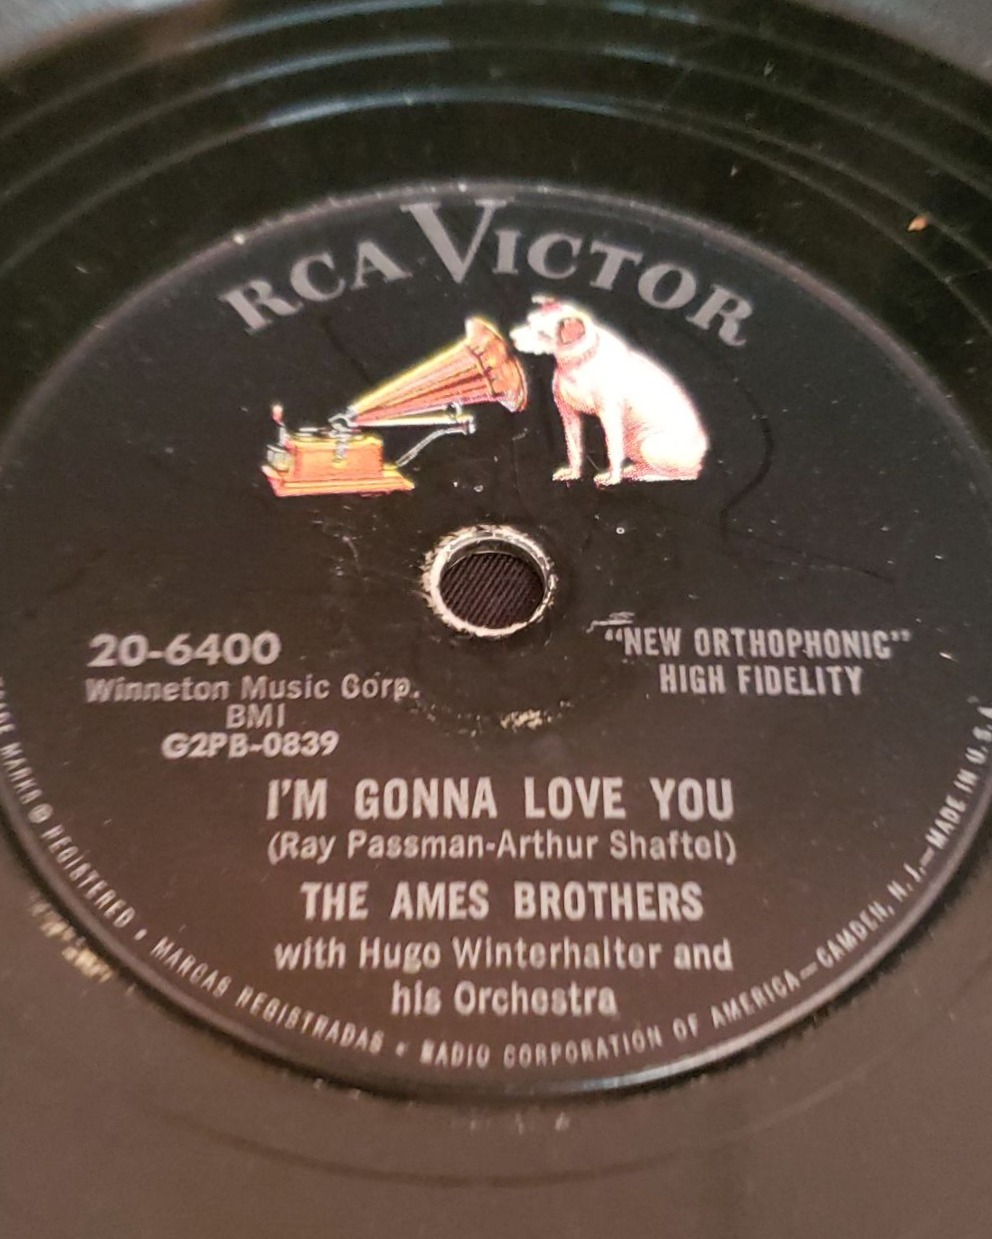 RCA VICTOR
20-6400
Winneton Music Corp.
BMI
G2PB-0839
"NEW ORTHOPHONIC"
HIGH FIDELITY
I'M GONNA LOVE YOU
(Ray Passman-Arthur Shaftel)
THE AMES BROTHERS
with Hugo Winterhalter and
his Orchestra
MARKS ® REGISTERED • MARCAS REGISTRADAS • RADIO CORPORATION OF AMERICA—CAMDEN, N. J.—MADE IN U.S.A.